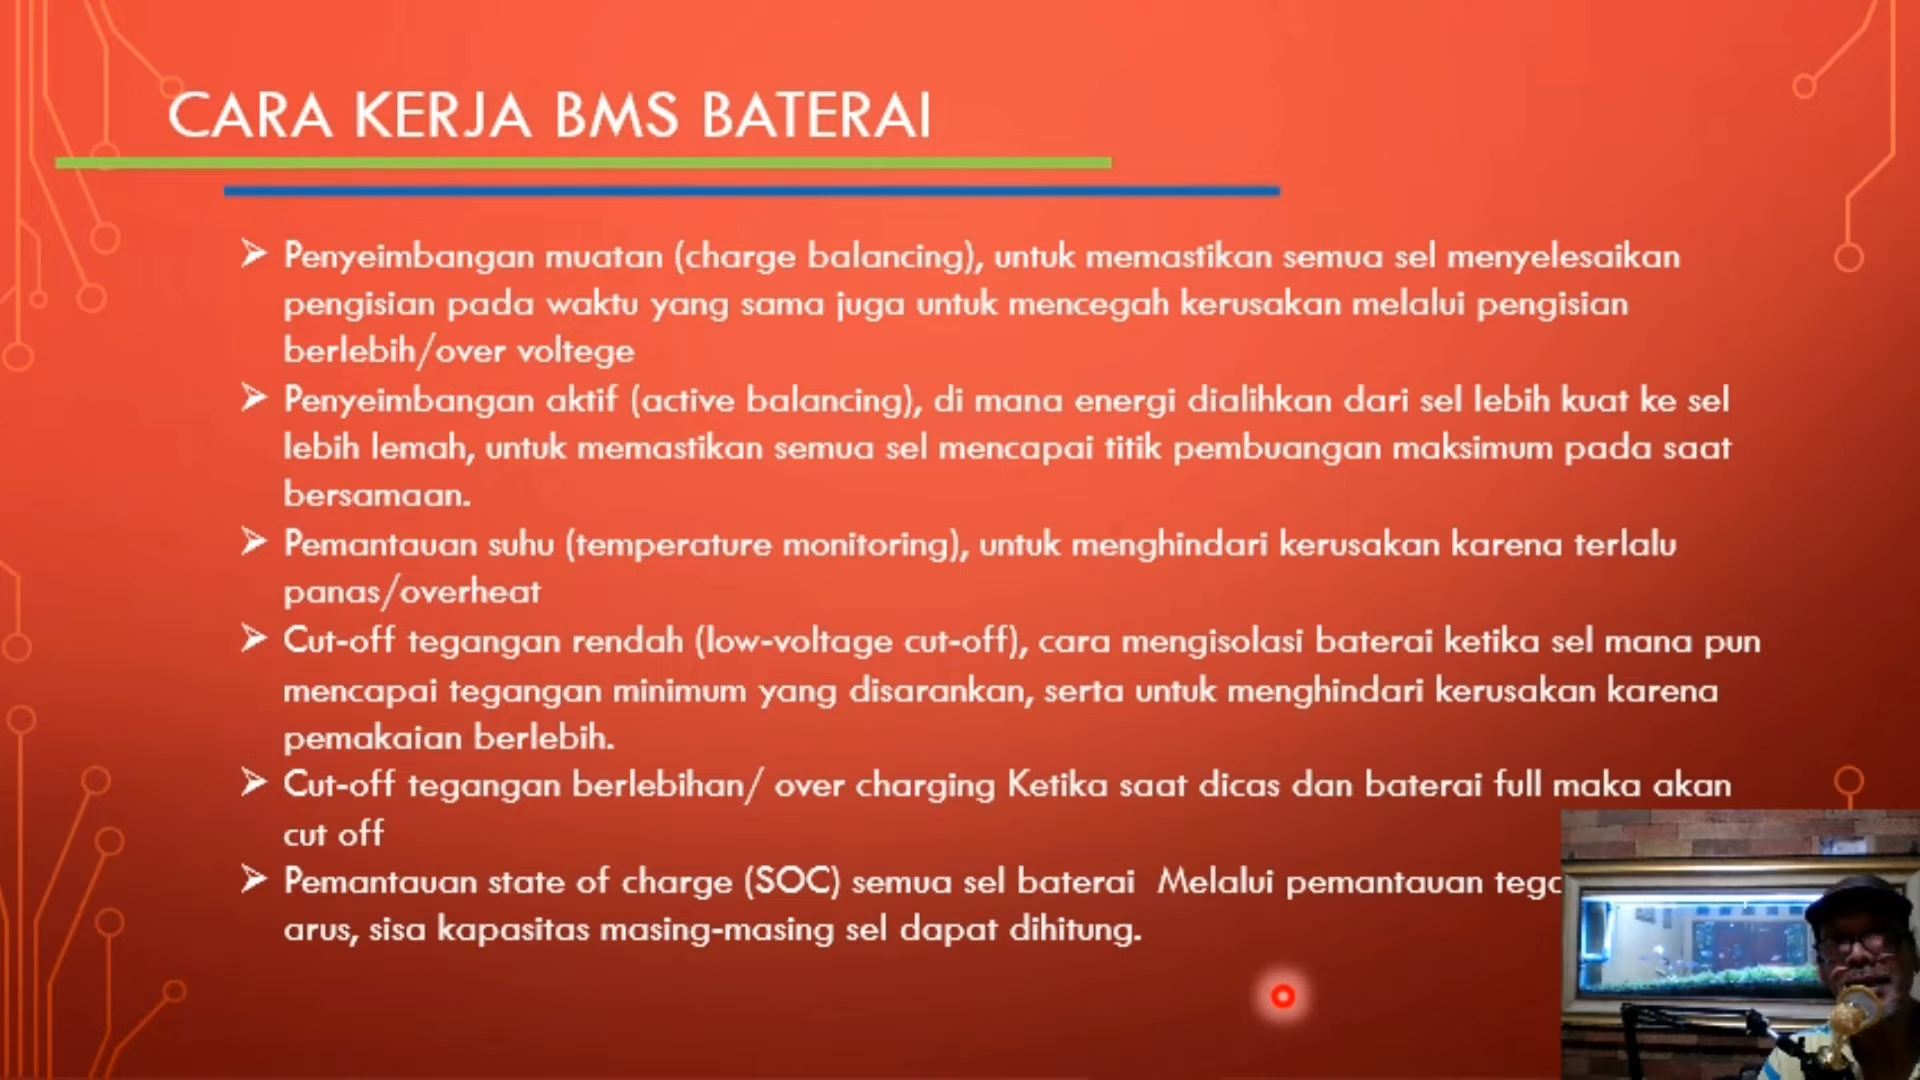 CARA KERJA BMS BATERAI
Penyeimbangan muatan (charge balancing), untuk memastikan semua sel menyelesaikan
pengisian pada waktu yang sama juga untuk mencegah kerusakan melalui pengisian
berlebih/over voltege
Penyeimbangan aktif (active balancing), di mana energi dialihkan dari sel lebih kuat ke sel
lebih lemah, untuk memastikan semua sel mencapai titik pembuangan maksimum pada saat
bersamaan.
Pemantauan suhu (temperature monitoring), untuk menghindari kerusakan karena terlalu
panas/overheat
Cut-off tegangan rendah (low-voltage cut-off), cara mengisolasi baterai ketika sel mana pun
mencapai tegangan minimum yang disarankan, serta untuk menghindari kerusakan karena
pemakaian berlebih.
Cut-off tegangan berlebihan/ over charging Ketika saat dicas dan baterai full maka akan
cut off
Pemantauan state of charge (SOC) semua sel baterai Melalui pemantauan
arus, sisa kapasitas masing-masing sel dapat dihitung.